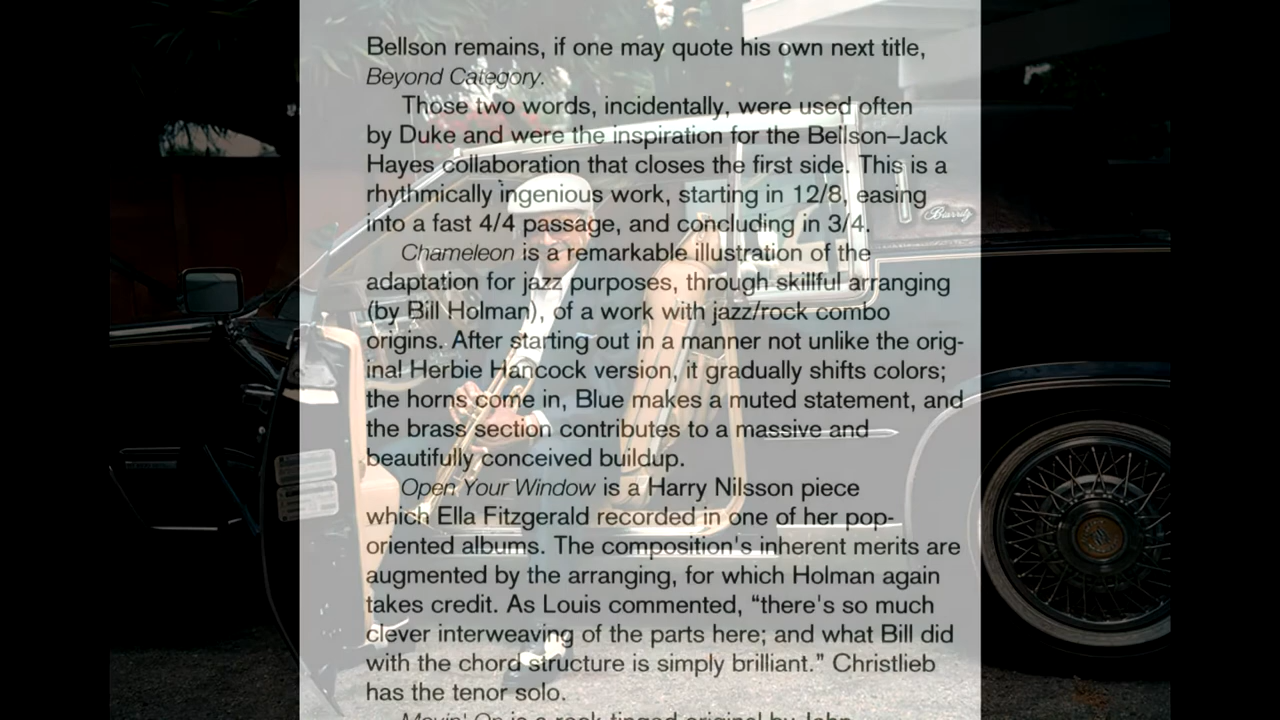 Bellson remains, if one may quote his own next title,
Beyond Category.
Those two words, incidentally, were used often
by Duke and were the inspiration for the Bellson–Jack
Hayes collaboration that closes the first side. This is a
rhythmically ingenious work, starting in 12/8, easing
into a fast 4/4 passage, and concluding in 3/4.
Chameleon is a remarkable illustration of the
adaptation for jazz purposes, through skillful arranging
(by Bill Holman), of a work with jazz/rock combo
origins. After starting out in a manner not unlike the orig-
inal Herbie Hancock version, it gradually shifts colors;
the horns come in, Blue makes a muted statement, and
the brass section contributes to a massive and
beautifully conceived buildup.
Open Your Window is a Harry Nilsson piece
which Ella Fitzgerald recorded in one of her pop-
oriented albums. The composition's inherent merits are
augmented by the arranging, for which Holman again
takes credit. As Louis commented, “there's so much
clever interweaving of the parts here; and what Bill did
with the chord structure is simply brilliant.” Christlieb
has the tenor solo.
Movin' On is a rock-tinged original by John
Biarritz